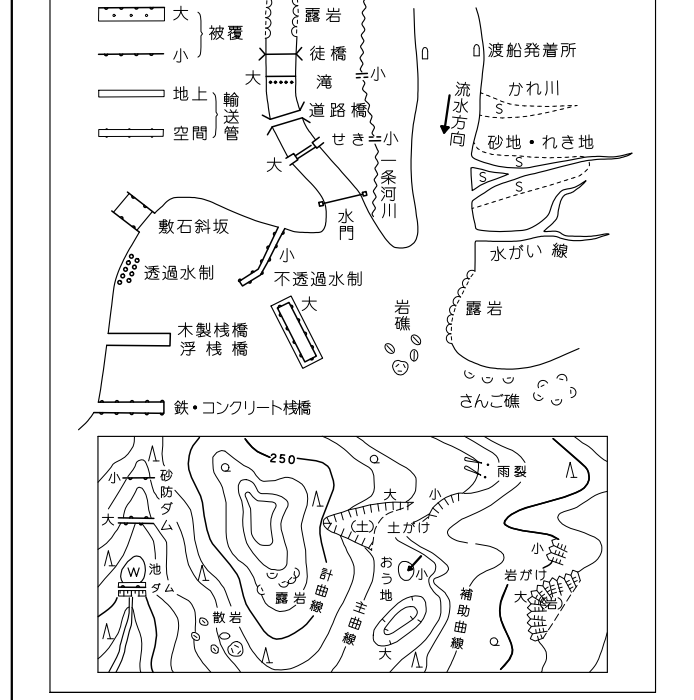 大
小
被覆
地上
空間
輸送管
露岩
徒橋
大
滝
小
道路橋
せき
小
大
一条河川
水門
渡船発着所
流水方向
かれ川
S
砂地・れき地
S
S
S
水がい線
敷石斜坂
透過水制
小
不透過水制
大
木製桟橋
浮桟橋
鉄・コンクリート桟橋
岩礁
露岩
さんご礁
小
砂防ダム
大
W
池
ダム
250
大
小
雨裂
(土)
土がけ
小
岩がけ
大
(岩)
おう地
小
計曲線
露岩
主曲線
補助曲線
散岩
大